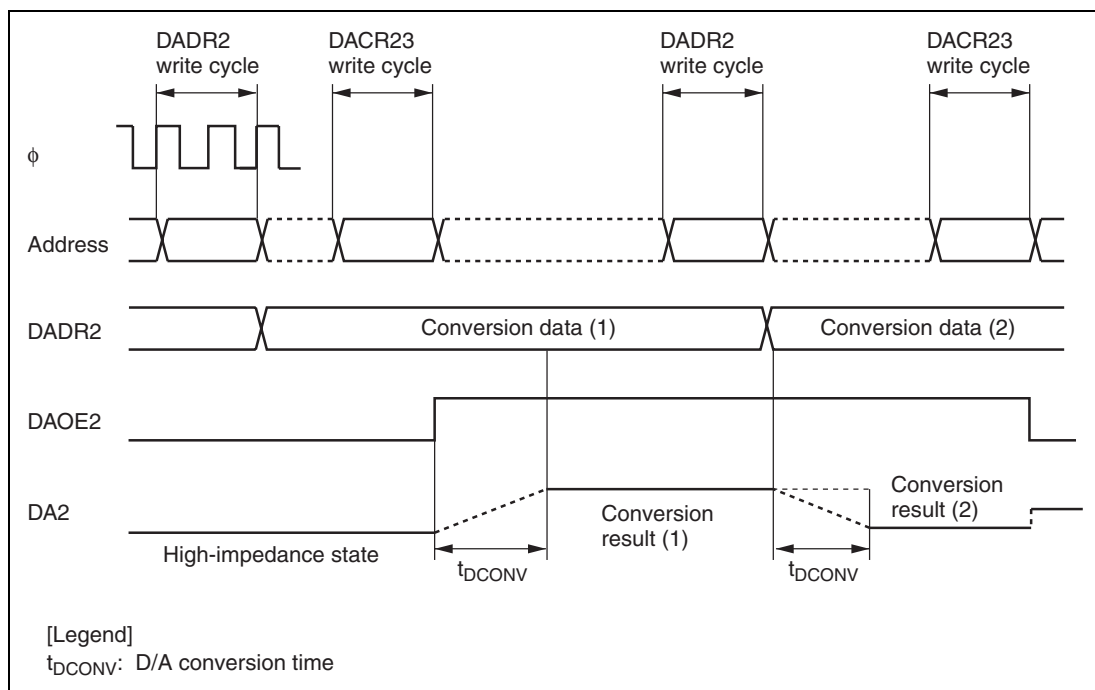 DADR2
write cycle
DACR23
write cycle
DADR2
write cycle
DACR23
write cycle
ϕ
Address
DADR2
Conversion data (1)
Conversion data (2)
DAOE2
DA2
Conversion
result (1)
Conversion
result (2)
High-impedance state
tDCONV
tDCONV
[Legend]
tDCONV: D/A conversion time